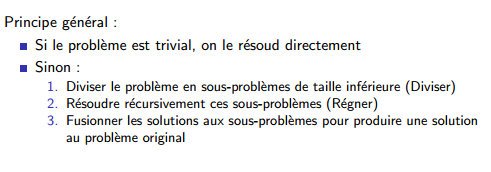 Principe général :
Si le problème est trivial, on le résoud directement
Sinon :
1. Diviser le problème en sous-problèmes de taille inférieure (Diviser)
2. Résoudre récursivement ces sous-problèmes (Régner)
3. Fusionner les solutions aux sous-problèmes pour produire une solution
au problème original